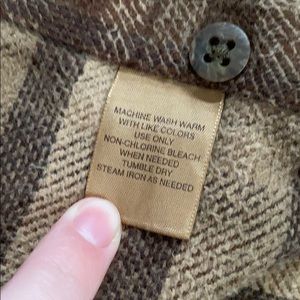 MACHINE WASH WARM
WITH LIKE COLORS
USE ONLY
NON-CHLORINE BLEACH
WHEN NEEDED
TUMBLE DRY
STEAM IRON AS NEEDED